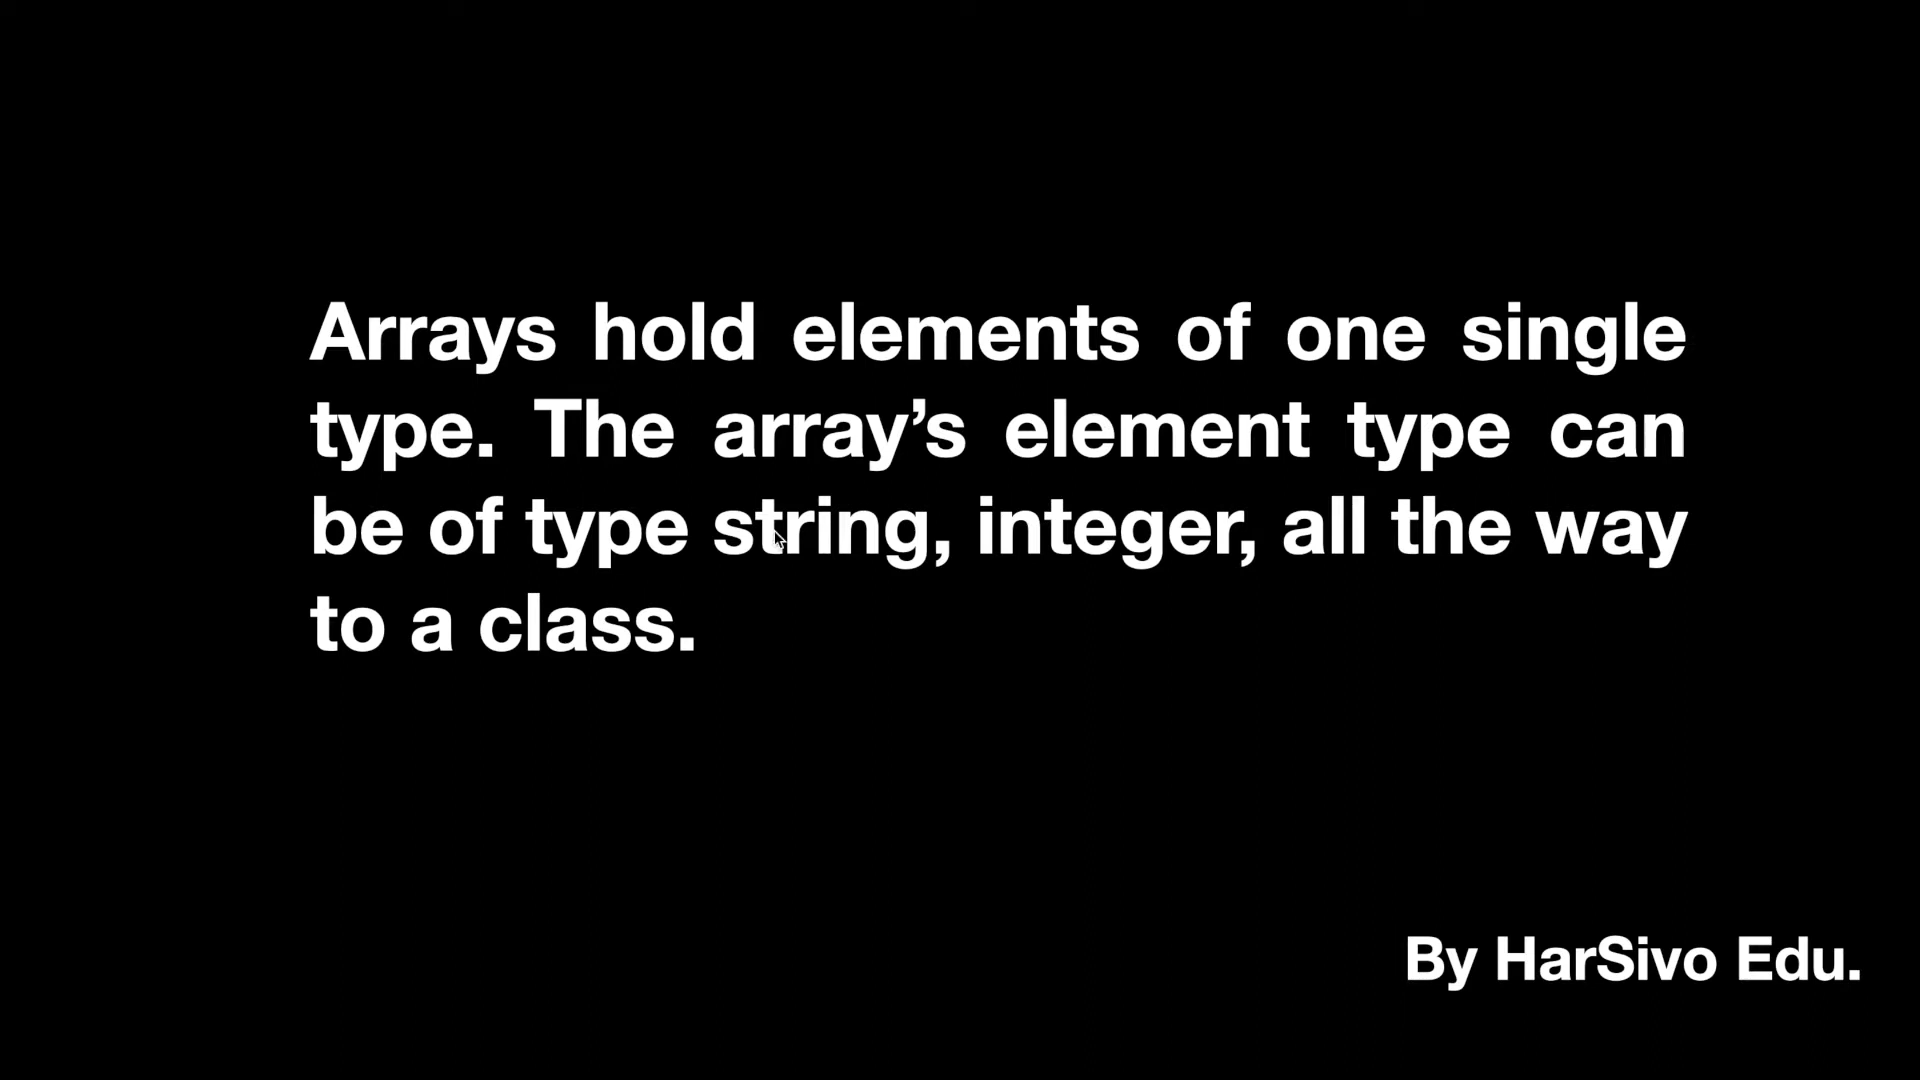 Arrays hold elements of one single
type. The array’s element type can
be of type string, integer, all the way
to a class.
By HarSivo Edu.